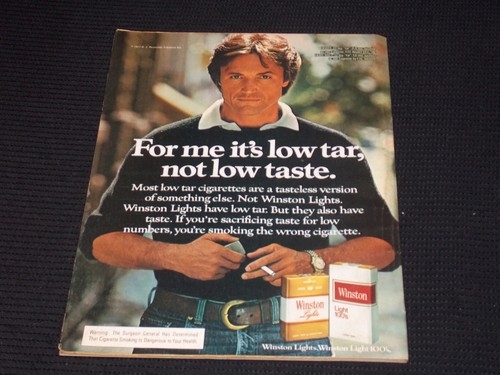 For me it's low tar,
not low taste.
Most low tar cigarettes are a tasteless version
of something else. Not Winston Lights.
Winston Lights have low tar. But they also have
taste. If you're sacrificing taste for low
numbers, you're smoking the wrong cigarette.
Winston
Lights
Winston
Light
100's
Warning: The Surgeon General Has Determined
That Cigarette Smoking Is Dangerous to Your Health.
Winston Lights. Winston Light 100's.